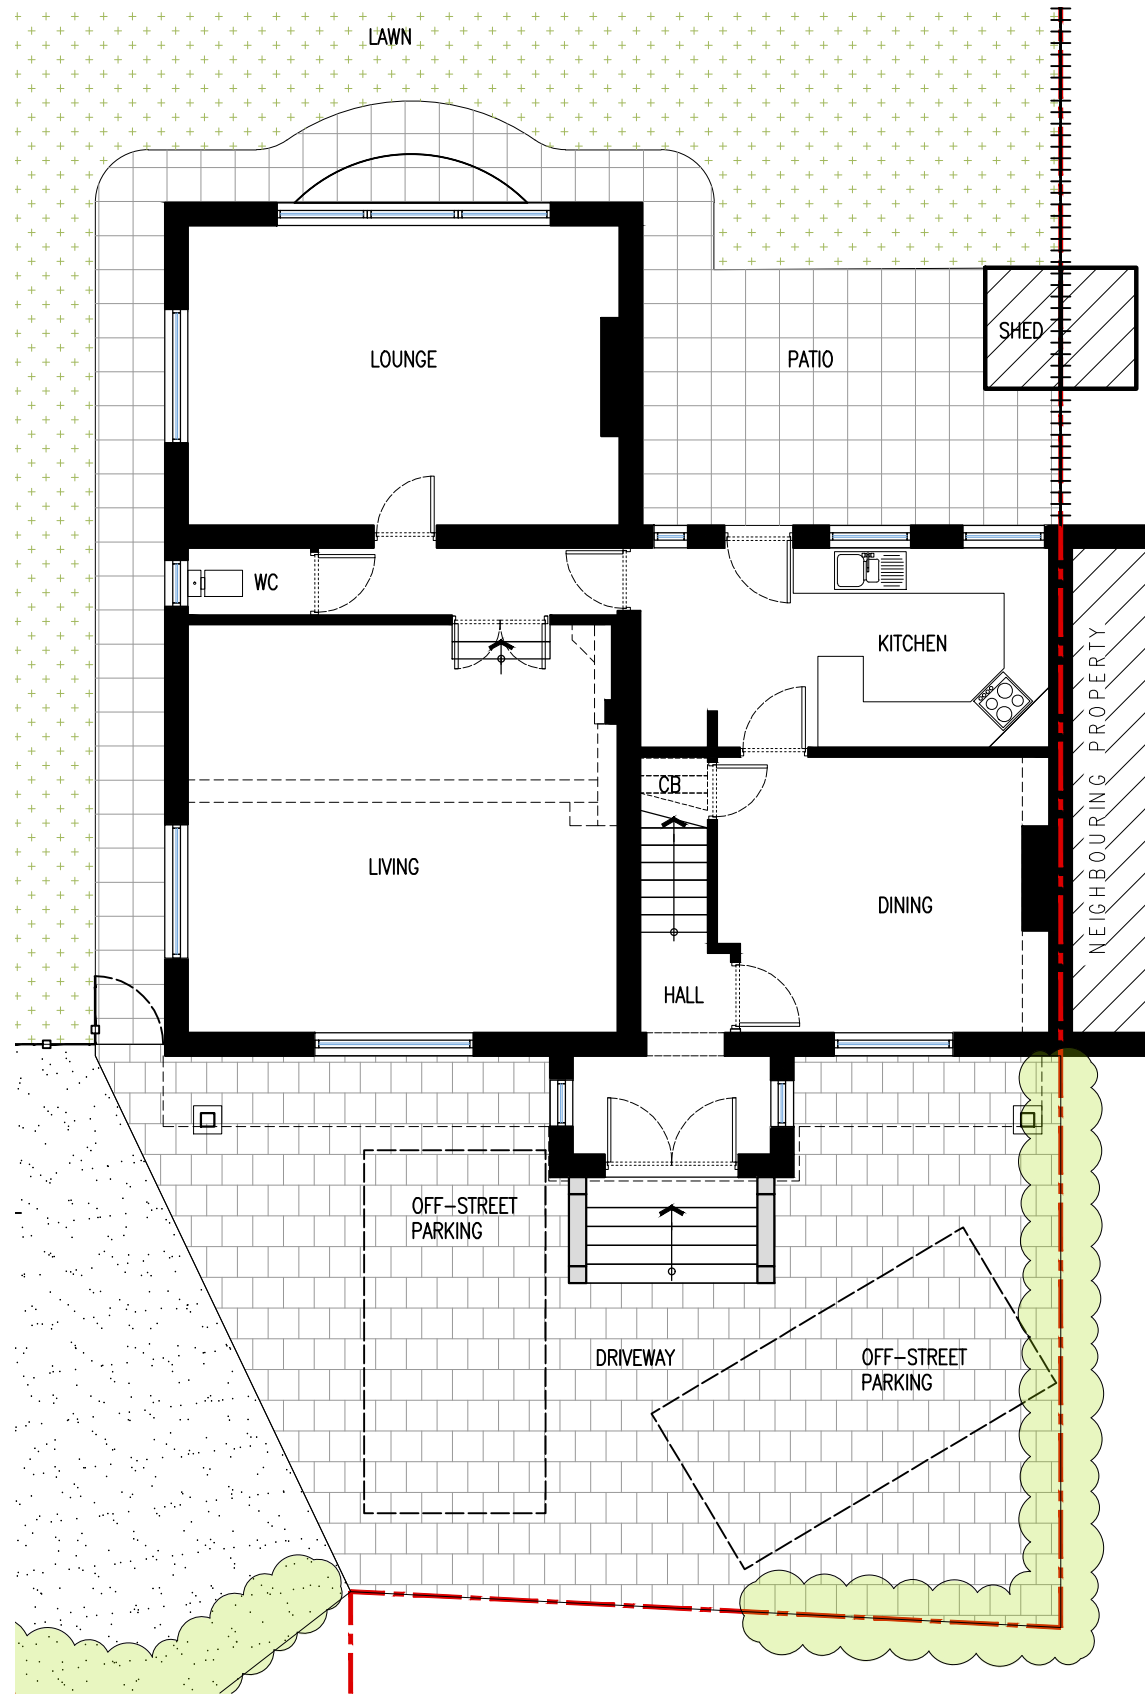 LAWN
SHED
LOUNGE
PATIO
WC
KITCHEN
NEIGHBOURING PROPERTY
CB
LIVING
DINING
HALL
OFF-STREET
PARKING
DRIVEWAY
OFF-STREET
PARKING